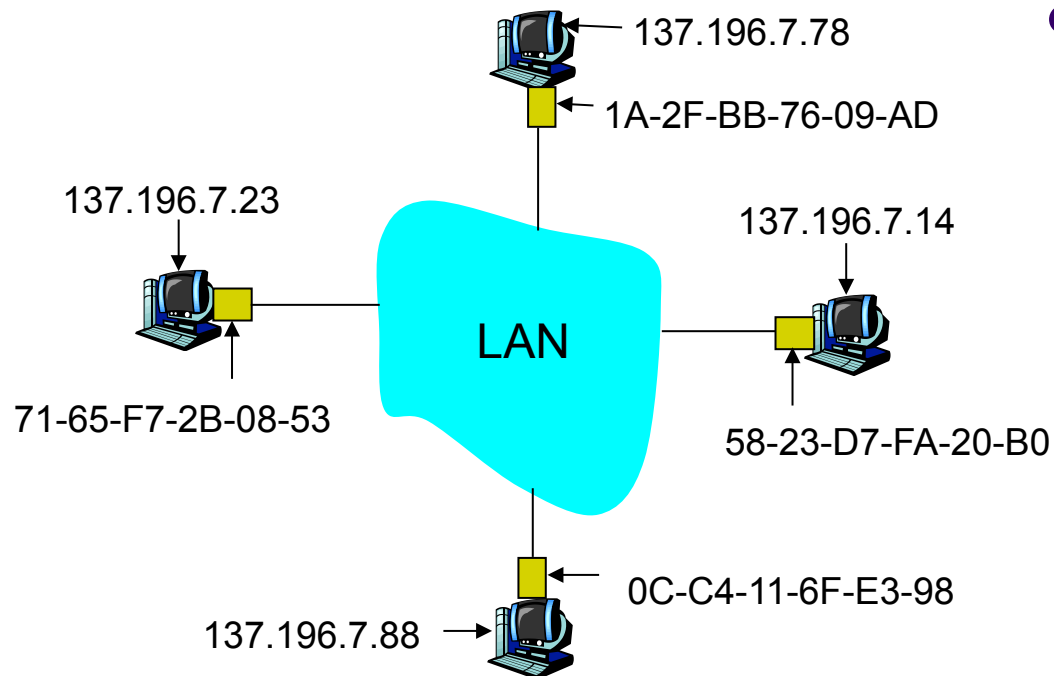 137.196.7.78
1A-2F-BB-76-09-AD
137.196.7.23
137.196.7.14
LAN
71-65-F7-2B-08-53
58-23-D7-FA-20-B0
0C-C4-11-6F-E3-98
137.196.7.88